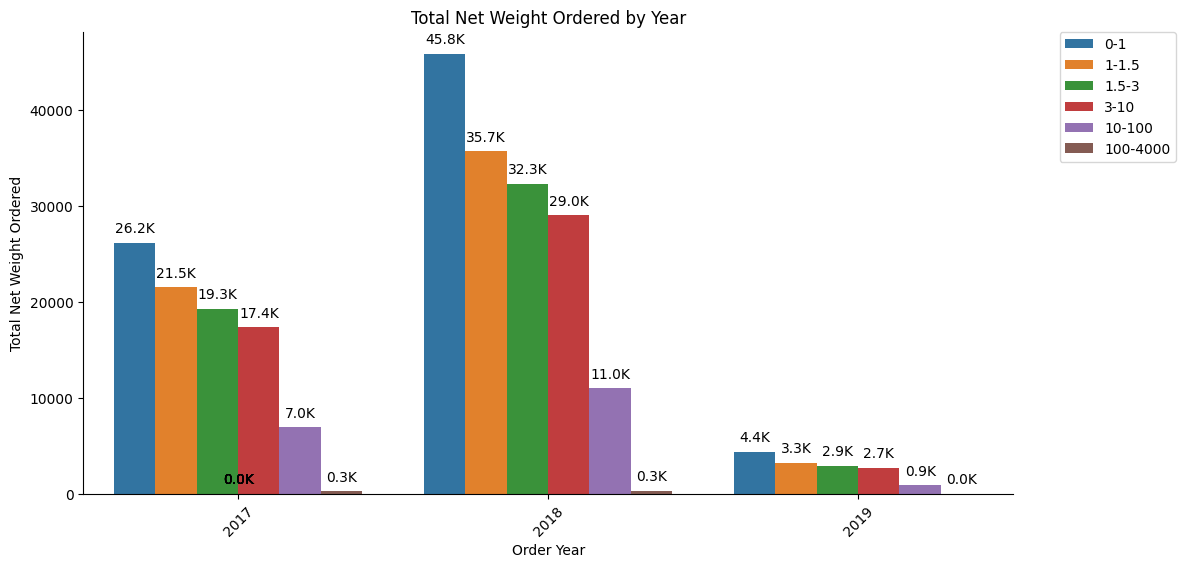 Total Net Weight Ordered by Year
0-1
1-1.5
1.5-3
3-10
10-100
100-4000
Total Net Weight Ordered
40000
30000
20000
10000
0
26.2K
21.5K
19.3K
17.4K
7.0K
0.3K
0.0K
45.8K
35.7K
32.3K
29.0K
11.0K
0.3K
4.4K
3.3K
2.9K
2.7K
0.9K
0.0K
2017
2018
2019
Order Year